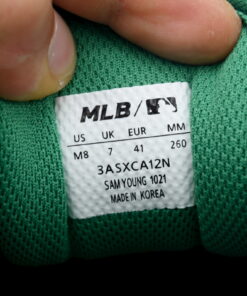 MLB/
US UK EUR MM
M8 7 41 260
3ASXCA12N
SAMYOUNG 1021
MADE IN KOREA